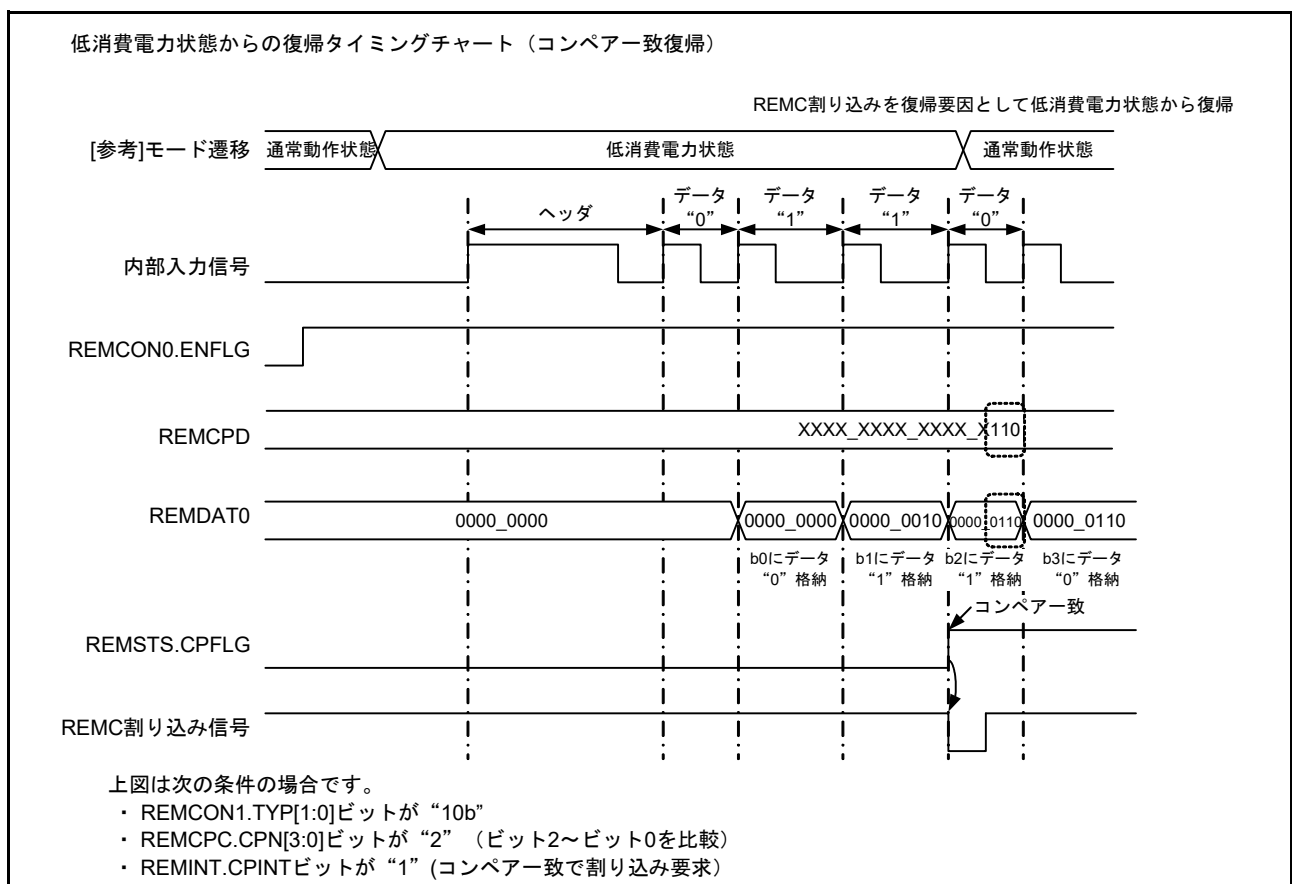 低消費電力状態からの復帰タイミングチャート（コンペア一致復帰）
REMC割り込みを復帰要因として低消費電力状態から復帰
[参考]モード遷移 通常動作状態 低消費電力状態 通常動作状態
ヘッダ データ “0” データ “1” データ “1” データ “0”
内部入力信号
REMCON0.ENFLG
REMCPD XXXX_XXXX_XXXX_X110
REMDAT0 0000_0000 0000_0000 0000_0010 0000_0110 0000_0110
b0にデータ “0” 格納 b1にデータ “1” 格納 b2にデータ “1” 格納 b3にデータ “0” 格納
コンペア一致
REMSTS.CPFLG
REMC割り込み信号
上図は次の条件の場合です。
・ REMCON1.TYP[1:0]ビットが “10b”
・ REMCPC.CPN[3:0]ビットが “2” （ビット2～ビット0を比較）
・ REMINT.CPINTビットが “1” (コンペア一致で割り込み要求）